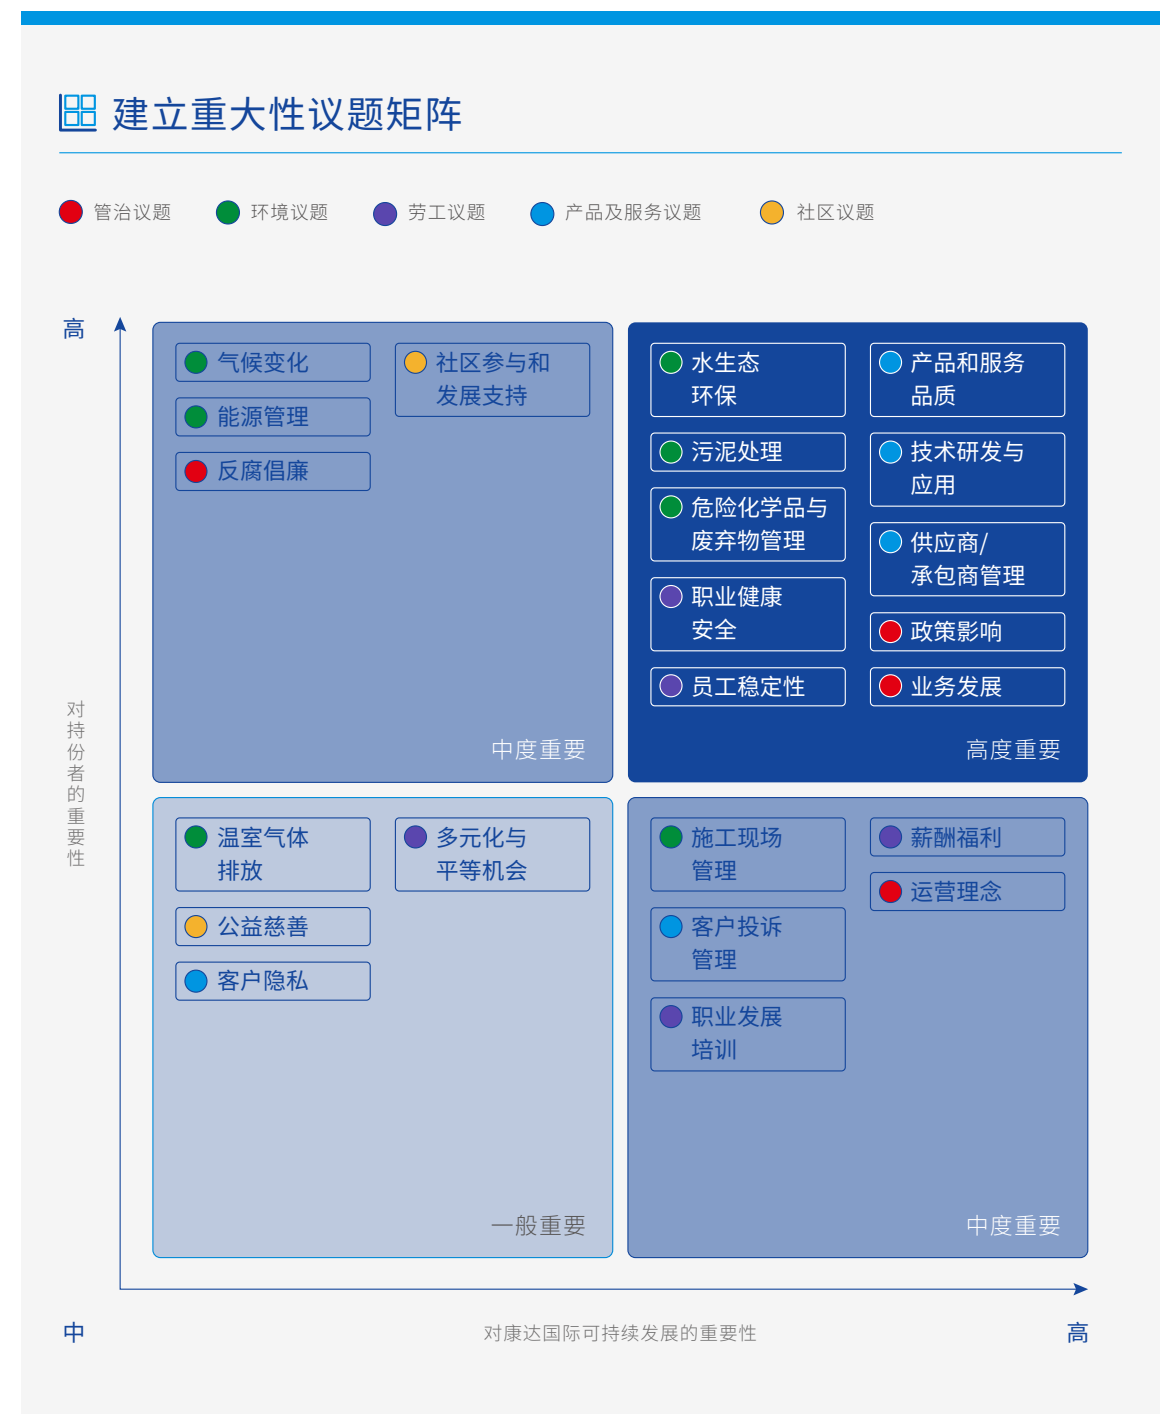 建立重大性议题矩阵
管治议题
环境议题
劳工议题
产品及服务议题
社区议题
高
对持份者的重要性
气候变化
能源管理
反腐倡廉
社区参与和
发展支持
中度重要
水生态
环保
污泥处理
危险化学品与
废弃物管理
职业健康
安全
员工稳定性
产品和服务
品质
技术研发与
应用
供应商/
承包商管理
政策影响
业务发展
高度重要
温室气体
排放
公益慈善
客户隐私
多元化与
平等机会
一般重要
施工现场
管理
客户投诉
管理
职业发展
培训
薪酬福利
运营理念
中度重要
中
对康达国际可持续发展的重要性
高